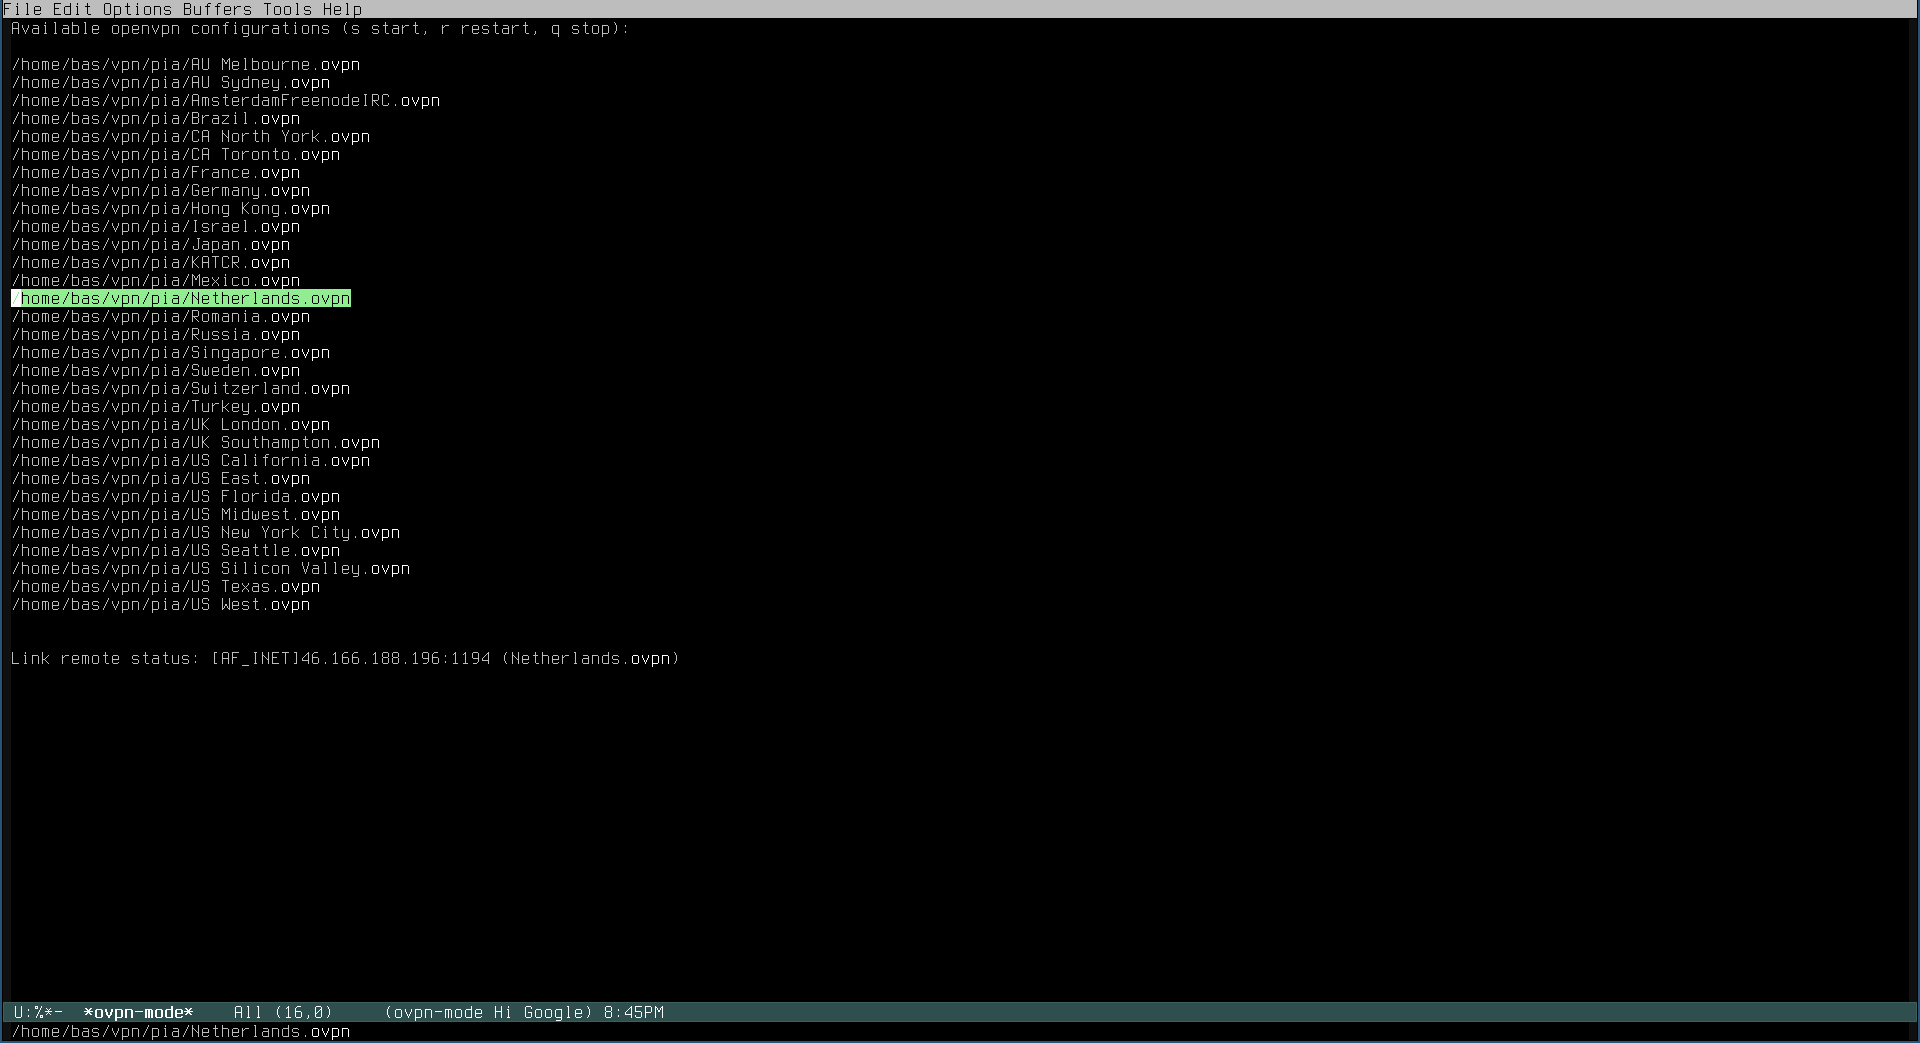 File Edit Options Buffers Tools Help
Available openvpn configurations (s start, r restart, q stop):
/home/bas/vpn/pia/AU Melbourne.ovpn
/home/bas/vpn/pia/AU Sydney.ovpn
/home/bas/vpn/pia/AmsterdamFreenodeIRC.ovpn
/home/bas/vpn/pia/Brazil.ovpn
/home/bas/vpn/pia/CA North York.ovpn
/home/bas/vpn/pia/CA Toronto.ovpn
/home/bas/vpn/pia/France.ovpn
/home/bas/vpn/pia/Germany.ovpn
/home/bas/vpn/pia/Hong Kong.ovpn
/home/bas/vpn/pia/Israel.ovpn
/home/bas/vpn/pia/Japan.ovpn
/home/bas/vpn/pia/KATCR.ovpn
/home/bas/vpn/pia/Mexico.ovpn
/home/bas/vpn/pia/Netherlands.ovpn
/home/bas/vpn/pia/Romania.ovpn
/home/bas/vpn/pia/Russia.ovpn
/home/bas/vpn/pia/Singapore.ovpn
/home/bas/vpn/pia/Sweden.ovpn
/home/bas/vpn/pia/Switzerland.ovpn
/home/bas/vpn/pia/Turkey.ovpn
/home/bas/vpn/pia/UK London.ovpn
/home/bas/vpn/pia/UK Southampton.ovpn
/home/bas/vpn/pia/US California.ovpn
/home/bas/vpn/pia/US East.ovpn
/home/bas/vpn/pia/US Florida.ovpn
/home/bas/vpn/pia/US Midwest.ovpn
/home/bas/vpn/pia/US New York City.ovpn
/home/bas/vpn/pia/US Seattle.ovpn
/home/bas/vpn/pia/US Silicon Valley.ovpn
/home/bas/vpn/pia/US Texas.ovpn
/home/bas/vpn/pia/US West.ovpn
Link remote status: [AF_INET]46.166.188.196:1194 (Netherlands.ovpn)
U:%*-  *ovpn-mode*    All (16,0)     (ovpn-mode Hi Google) 8:45PM
/home/bas/vpn/pia/Netherlands.ovpn